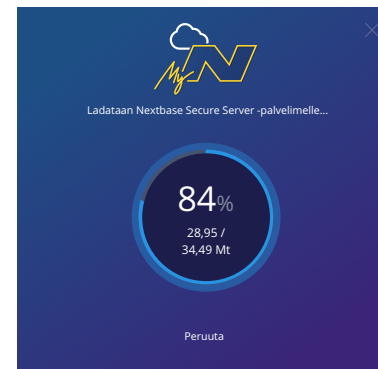 My N
Ladataan Nextbase Secure Server -palvelimelle...
84%
28,95 /
34,49 Mt
Peruuta